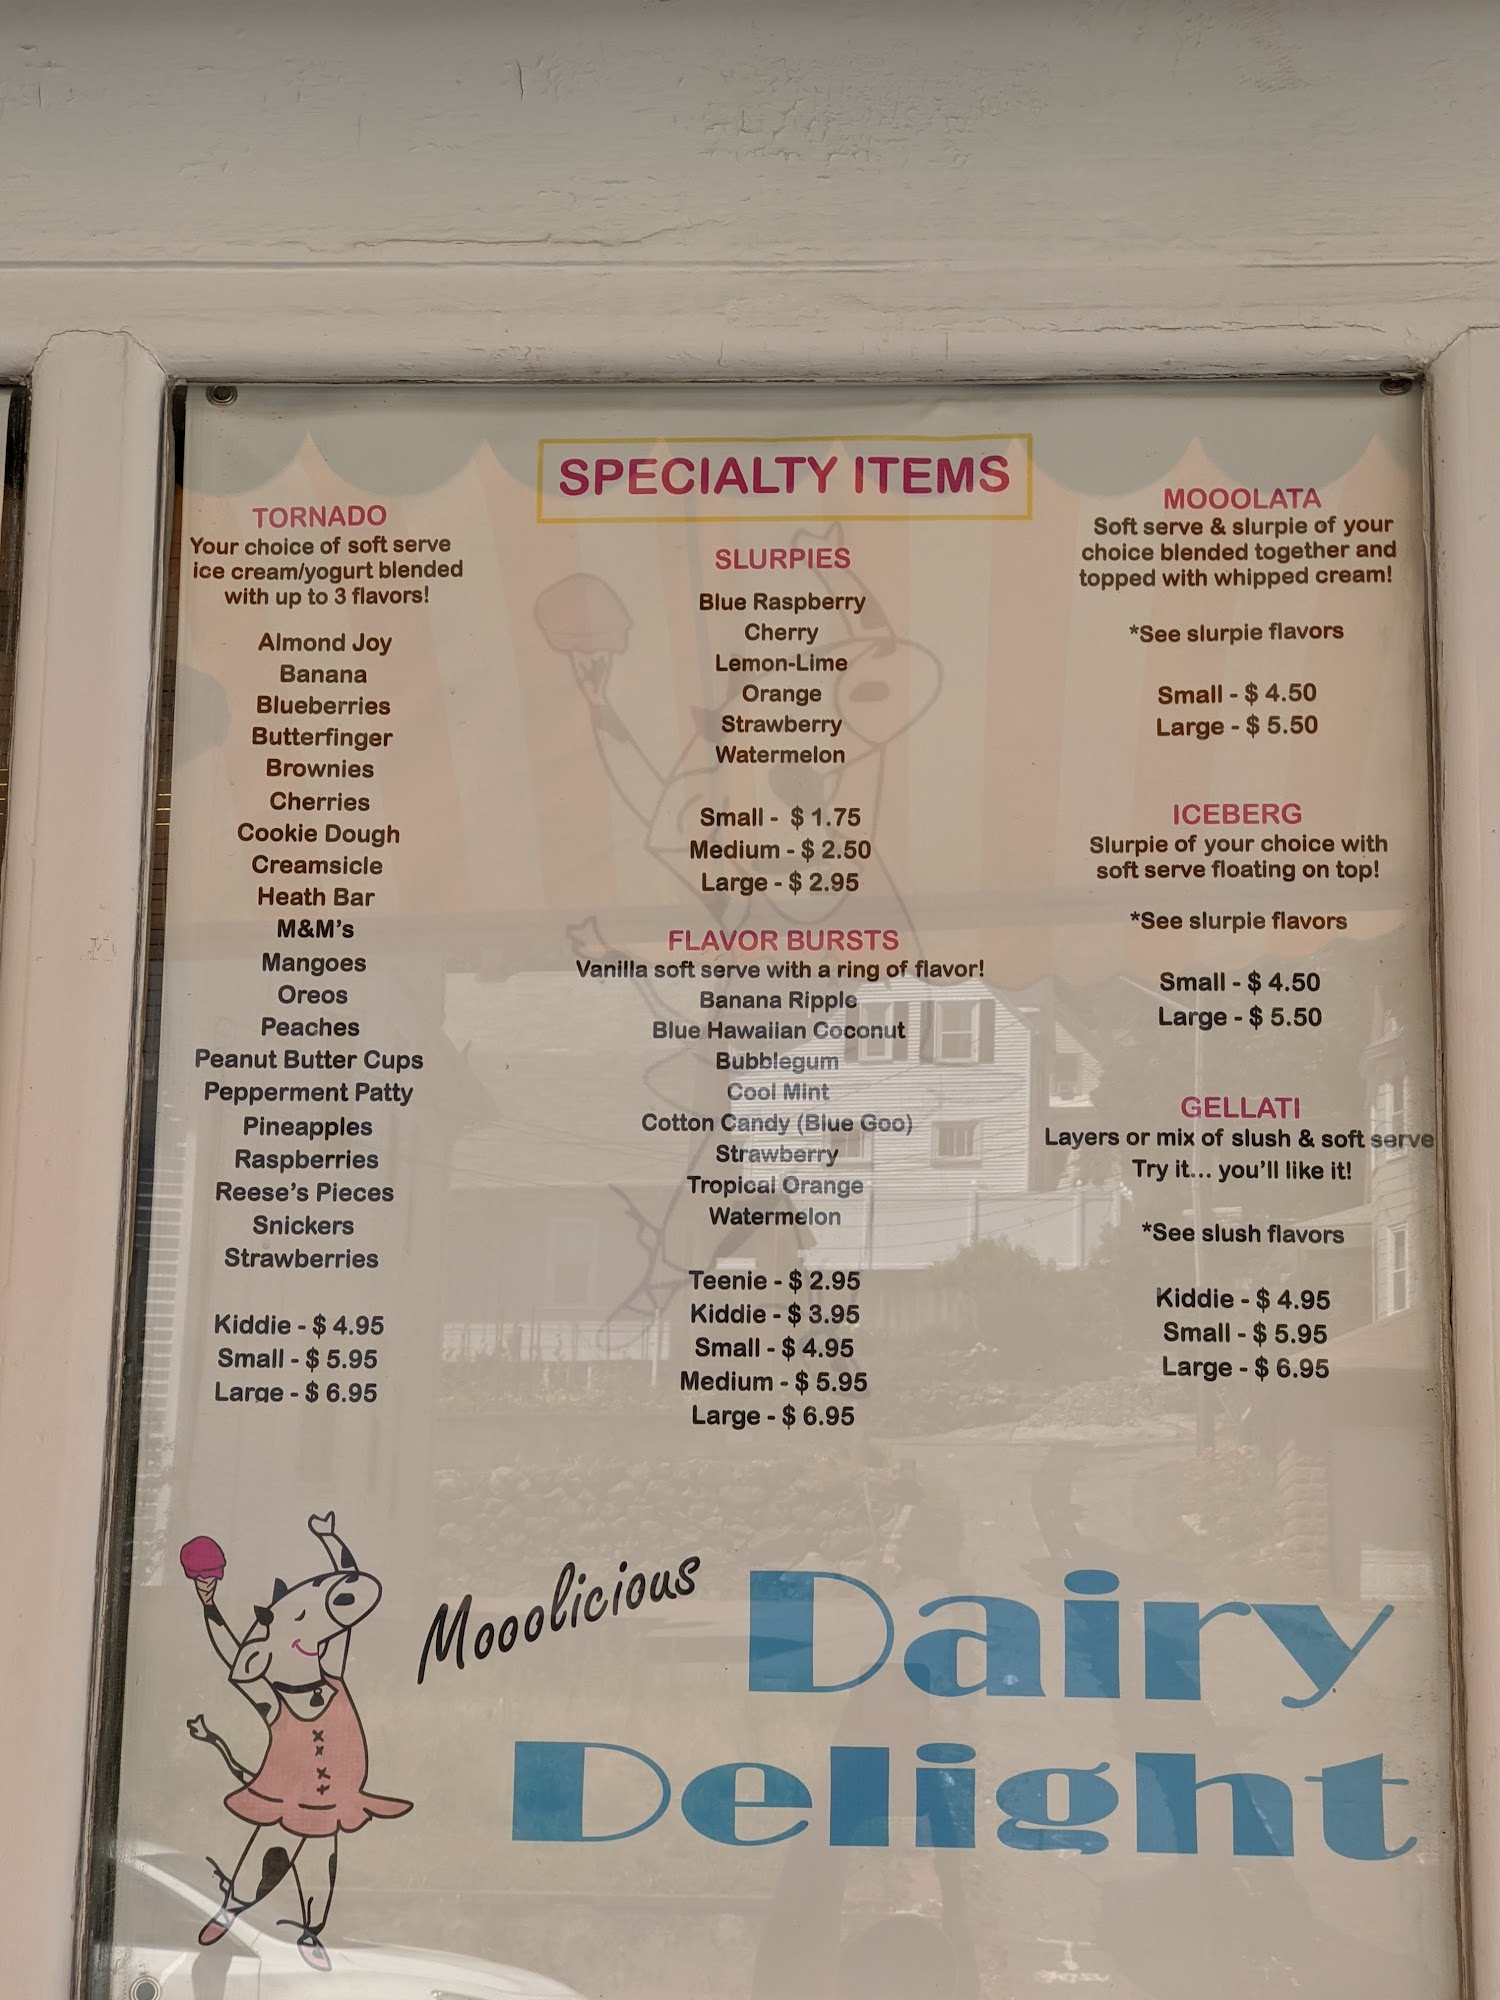 SPECIALTY ITEMS
TORNADO
Your choice of soft serve
ice cream/yogurt blended
with up to 3 flavors!
Almond Joy
Banana
Blueberries
Butterfinger
Brownies
Cherries
Cookie Dough
Creamsicle
Heath Bar
M&M's
Mangoes
Oreos
Peaches
Peanut Butter Cups
Pepperment Patty
Pineapples
Raspberries
Reese's Pieces
Snickers
Strawberries
Kiddie - $ 4.95
Small - $ 5.95
Large - $ 6.95
SLURPIES
Blue Raspberry
Cherry
Lemon-Lime
Orange
Strawberry
Watermelon
Small - $ 1.75
Medium - $ 2.50
Large - $ 2.95
FLAVOR BURSTS
Vanilla soft serve with a ring of flavor!
Banana Ripple
Blue Hawaiian Coconut
Bubblegum
Cool Mint
Cotton Candy (Blue Goo)
Strawberry
Tropical Orange
Watermelon
Teenie - $ 2.95
Kiddie - $ 3.95
Small - $ 4.95
Medium - $ 5.95
Large - $ 6.95
MOOOLATA
Soft serve & slurpie of your
choice blended together and
topped with whipped cream!
*See slurpie flavors
Small - $ 4.50
Large - $ 5.50
ICEBERG
Slurpie of your choice with
soft serve floating on top!
*See slurpie flavors
Small - $ 4.50
Large - $ 5.50
GELLATI
Layers or mix of slush & soft serve
Try it... you'll like it!
*See slush flavors
Kiddie - $ 4.95
Small - $ 5.95
Large - $ 6.95
Mooolicious
Dairy
Delight